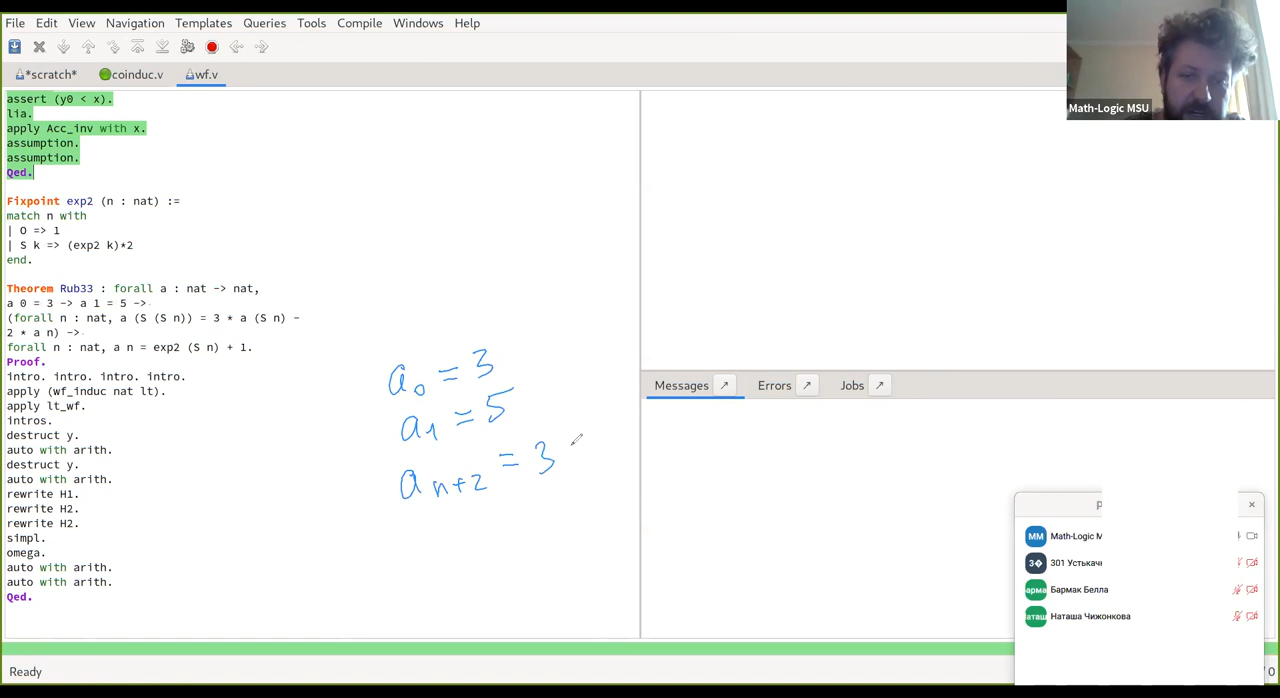 File Edit View Navigation Try Tactics Templates Queries Tools Compile Windows Help
*scratch* coinduc.v wf.v
assert (y0 < x).
lia.
apply Acc_inv with x.
assumption.
assumption.
Qed.
Fixpoint exp2 (n : nat) :=
match n with
| O => 1
| S k => (exp2 k)*2
end.
Theorem Rub33 : forall a : nat -> nat,
a 0 = 3 -> a 1 = 5 ->
(forall n : nat, a (S (S n)) = 3 * a (S n) -
2 * a n) ->
forall n : nat, a n = exp2 (S n) + 1.
Proof.
intro. intro. intro. intro.
apply (wf_induc nat lt).
apply lt_wf.
intros.
destruct y.
auto with arith.
destruct y.
auto with arith.
rewrite H1.
rewrite H2.
rewrite H2.
simpl.
omega.
auto with arith.
auto with arith.
Qed.
a₀ = 3
a₁ = 5
aₙ₊₂ = 3
Math-Logic MSU
Messages Errors Jobs
MM Math-Logic M
301 Устькачк
Бармак Белла
Наташа Чижонкова
Ready
/ 0